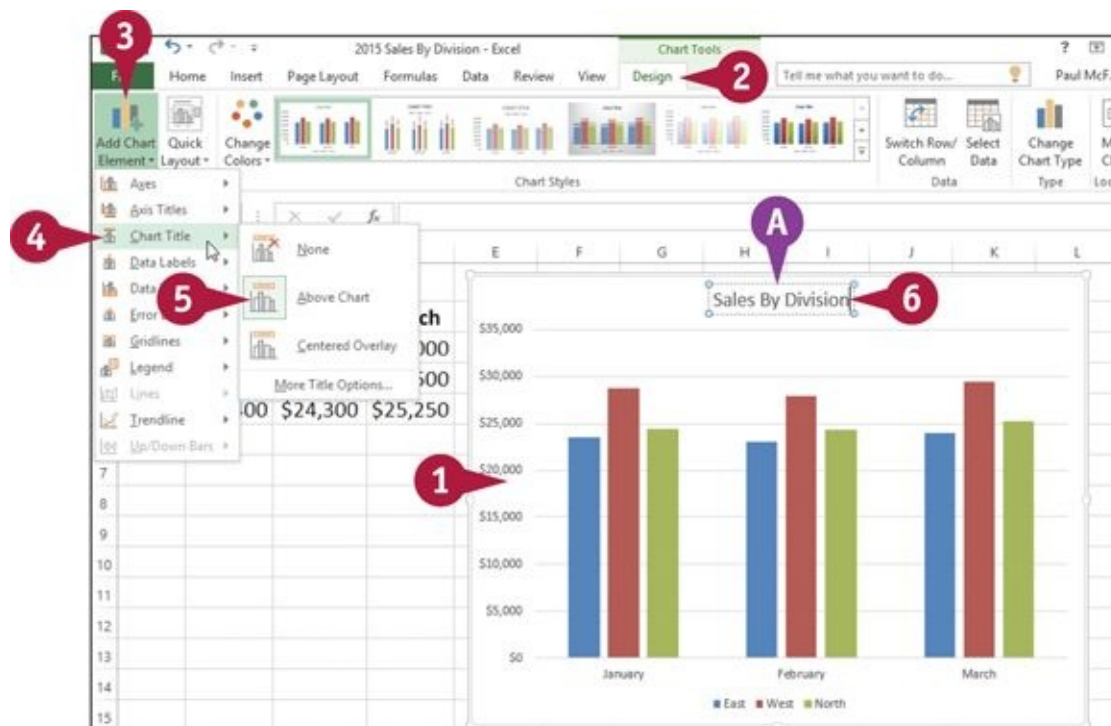 3
2015 Sales By Division - Excel
Chart Tools
?
Home Insert Page Layout Formulas Data Review View Design
2
Tell me what you want to do...
Paul McF
Add Chart Element
Quick Layout
Change Colors
Switch Row/ Column
Select Data
Change Chart Type
Chart Styles
Data
Type
Axes
Axis Titles
4
Chart Title
Data Labels
Data
Error
Gridlines
Legend
Lines
Trendline
Up/Down Bars
None
5
Above Chart
Centered Overlay
More Title Options...
fx
A
E F G H I J K L
ch
000
500
400 $24,300 $25,250
7
8
9
10
11
12
13
14
15
Sales By Division
6
1
$35,000
$30,000
$25,000
$20,000
$15,000
$10,000
$5,000
$0
January February March
East West North